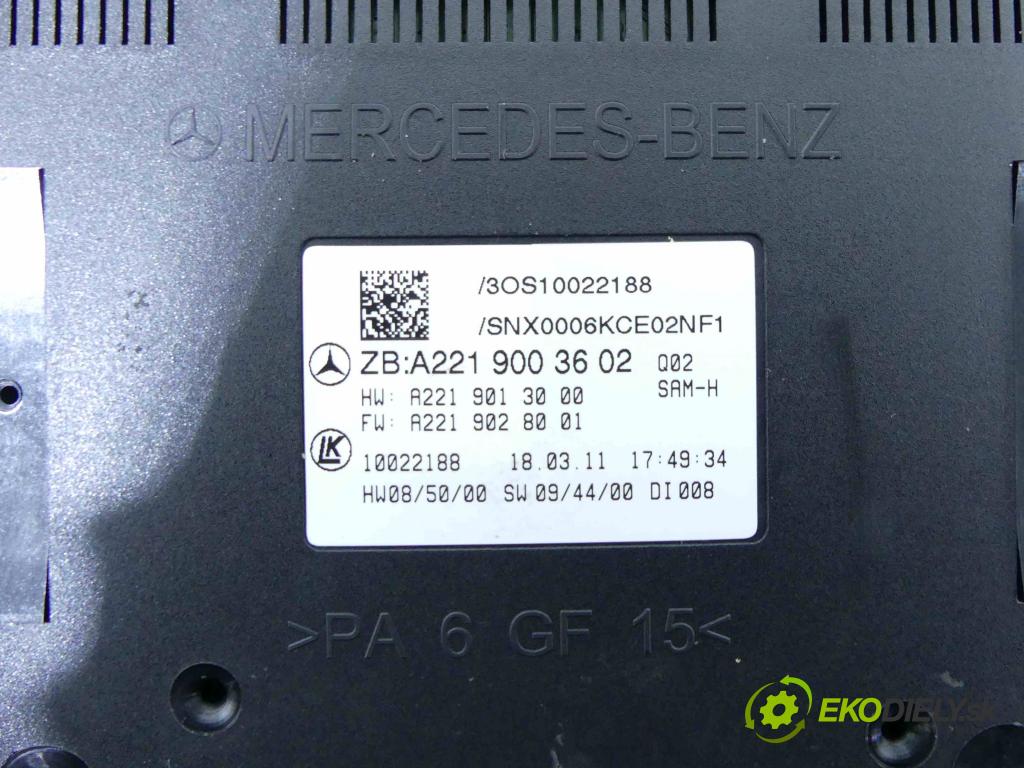 MERCEDES-BENZ
/3OS10022188
/SNX0006KCE02NF1
ZB:A221 900 36 02 Q02
HW: A221 901 30 00 SAM-H
FW: A221 902 80 01
LK
10022188 18.03.11 17:49:34
HW08/50/00 SW 09/44/00 DI 008
>PA 6 GF 15<
EKODIELY.SK